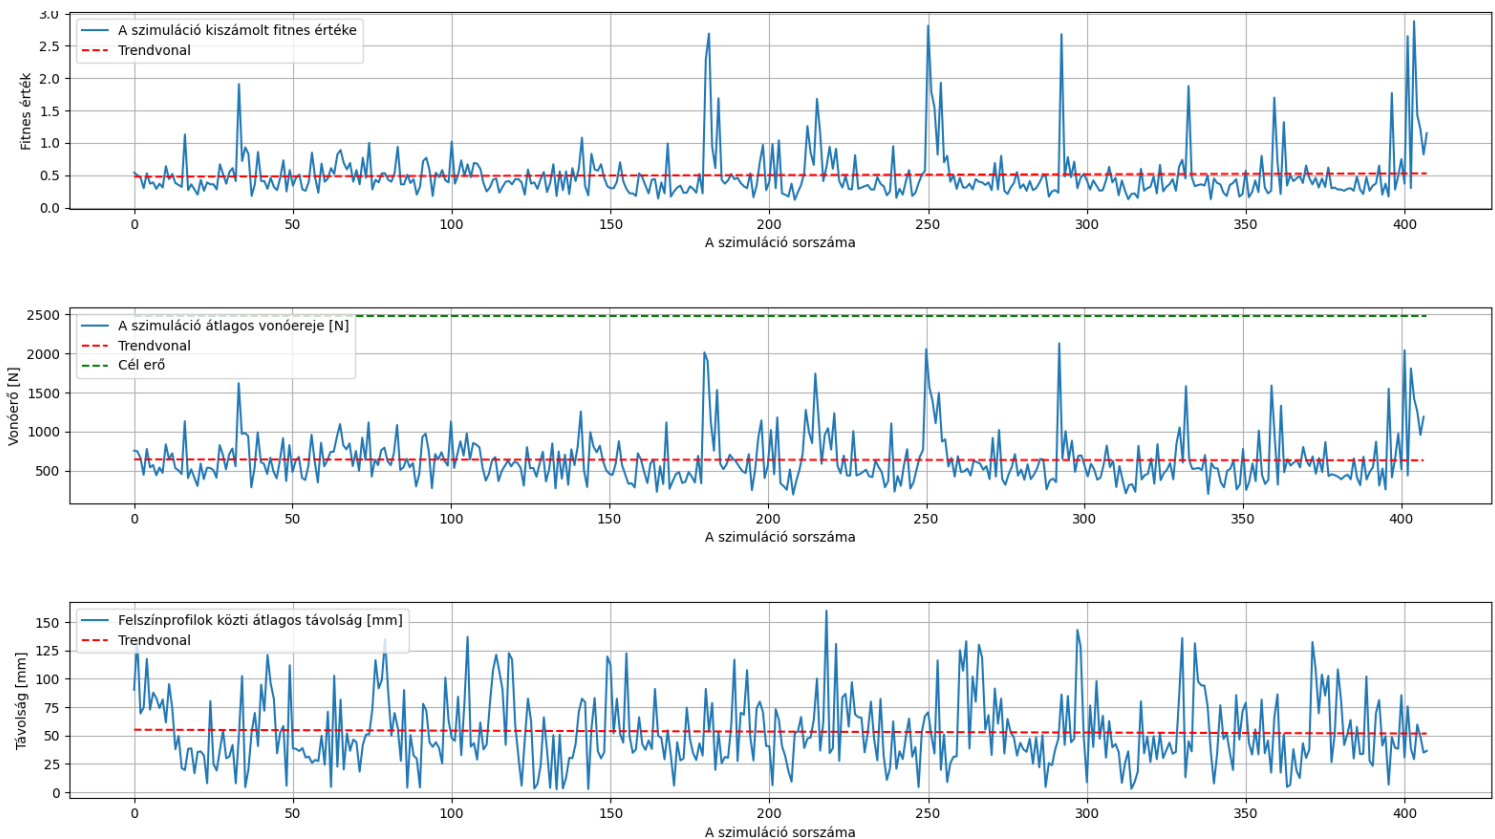 3.0
2.5
2.0
1.5
1.0
0.5
0.0
Fitnes érték
A szimuláció kiszámolt fitnes értéke
Trendvonal
0 50 100 150 200 250 300 350 400
A szimuláció sorszáma
2500
2000
1500
1000
500
Vonóerő [N]
A szimuláció átlagos vonóereje [N]
Trendvonal
Cél erő
0 50 100 150 200 250 300 350 400
A szimuláció sorszáma
150
125
100
75
50
25
0
Távolság [mm]
Felszínprofilok közti átlagos távolság [mm]
Trendvonal
0 50 100 150 200 250 300 350 400
A szimuláció sorszáma